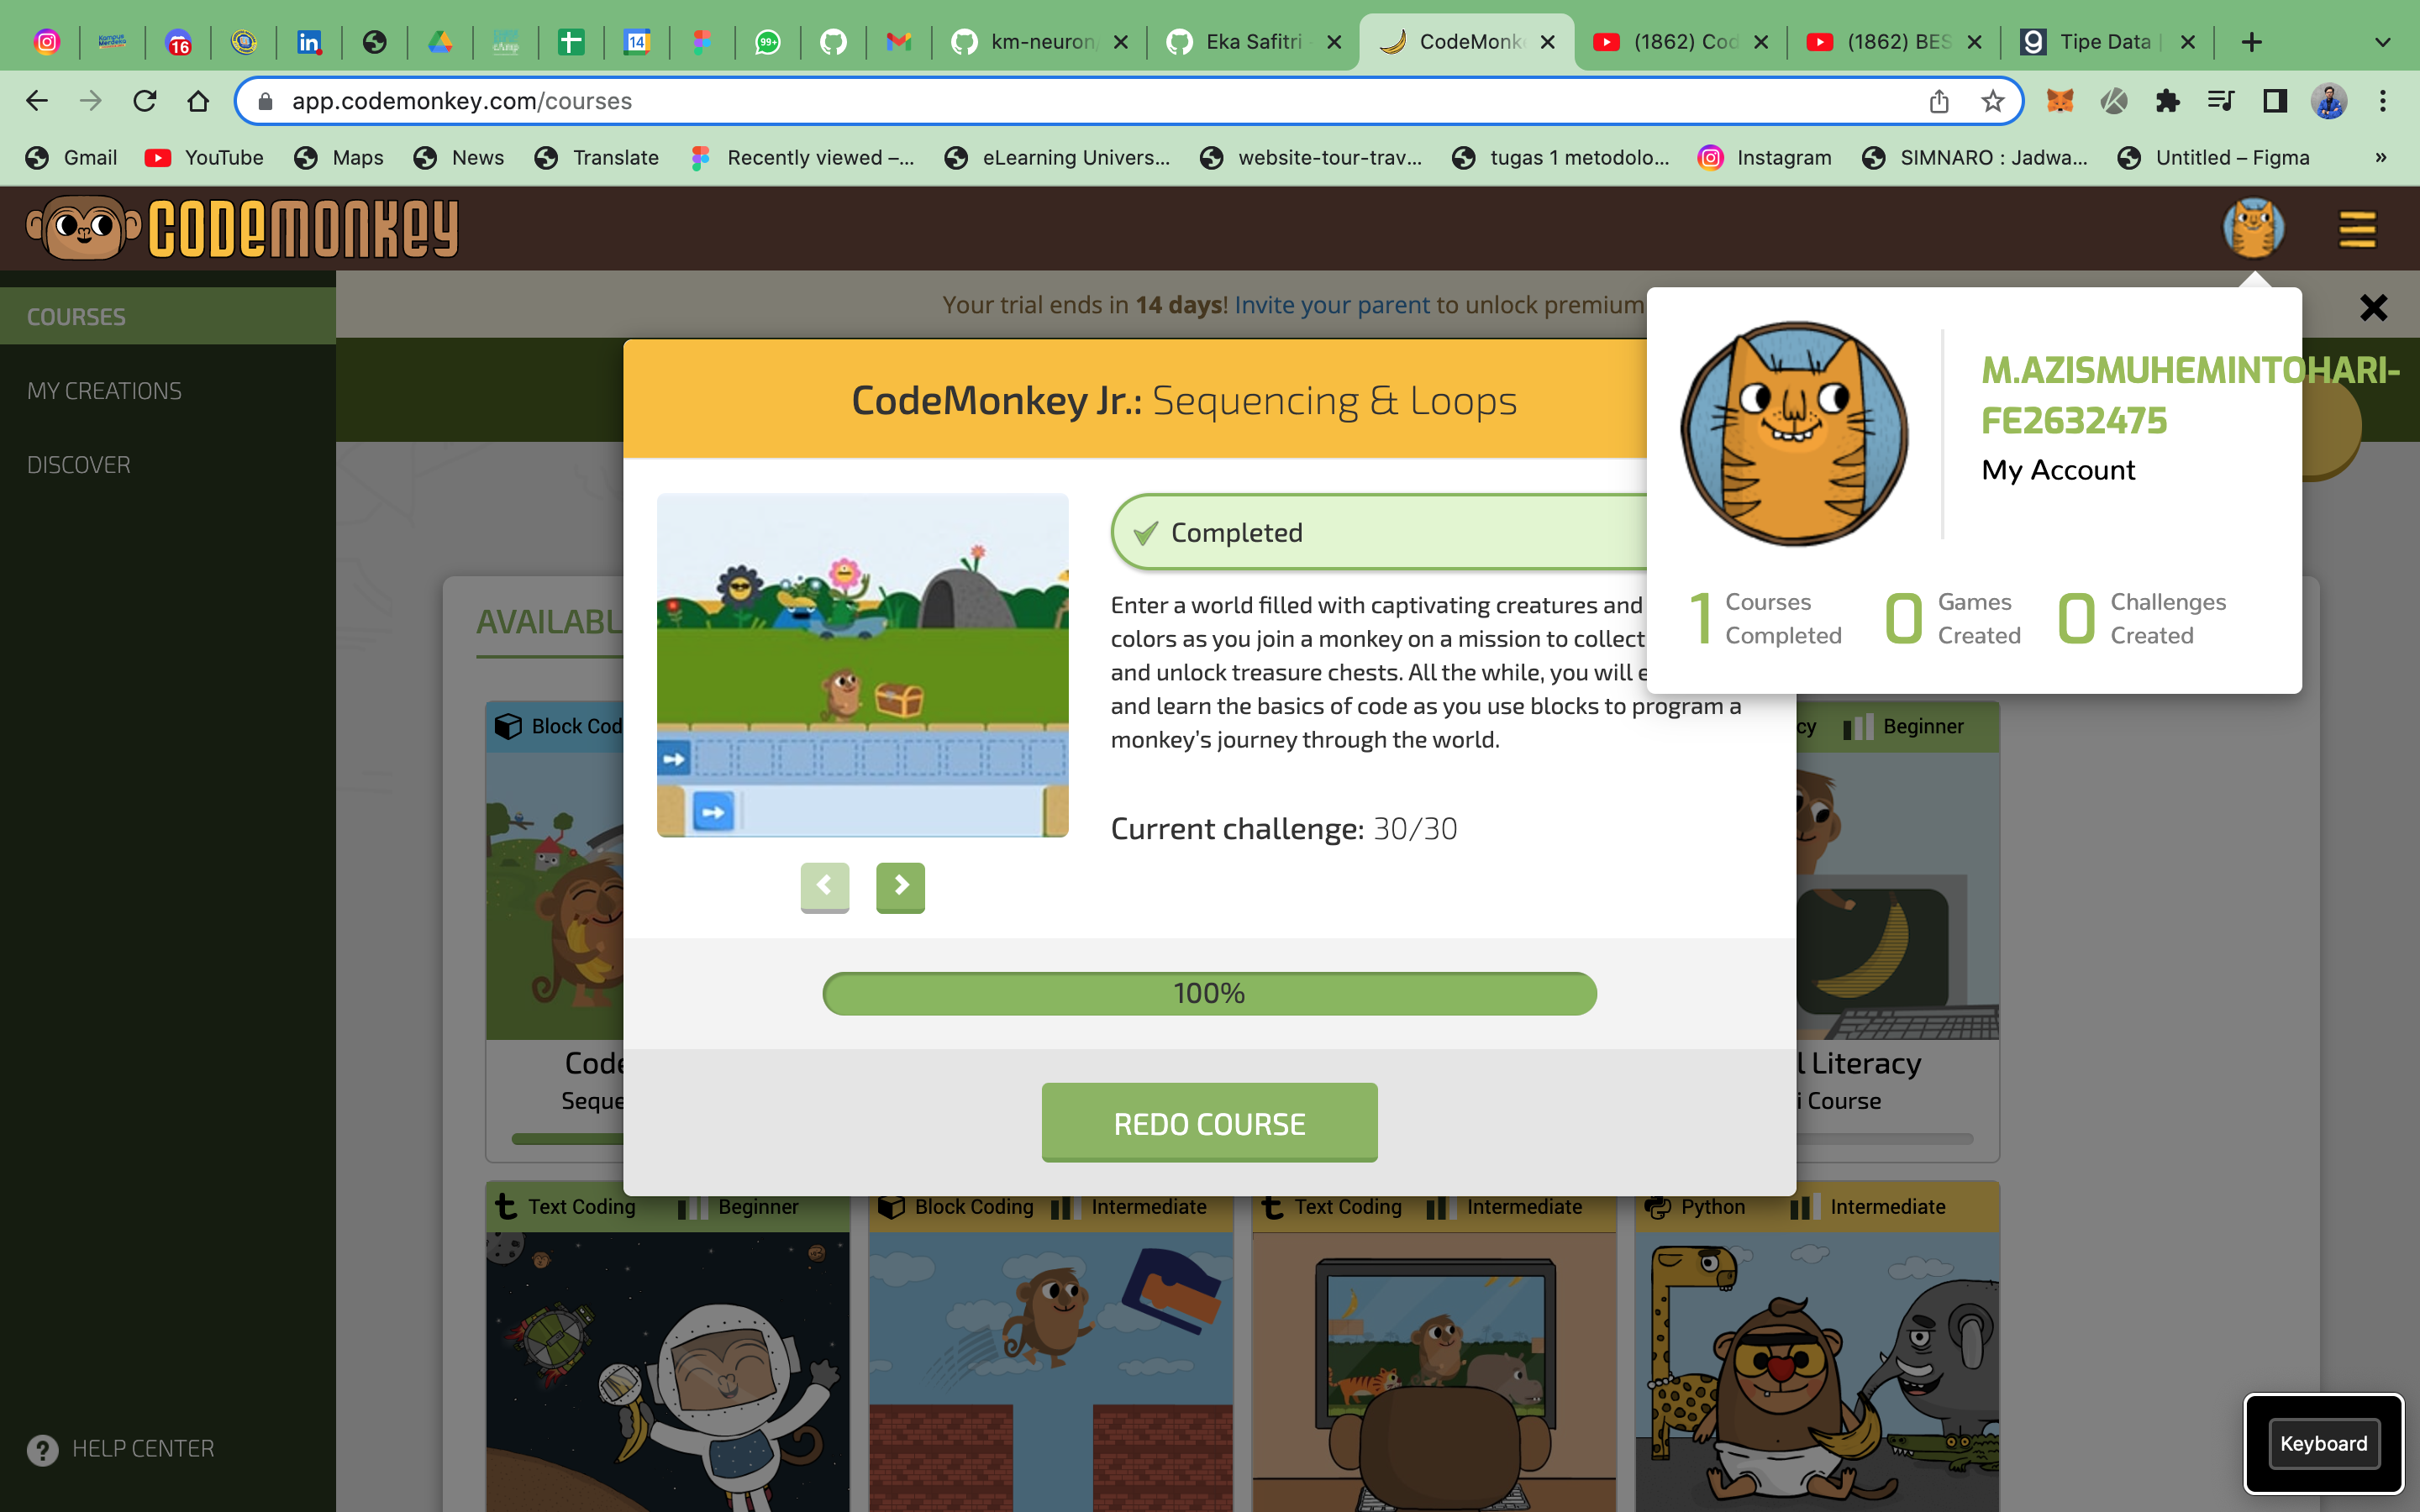 16
in
14
99+
km-neuron
Eka Safitri
CodeMonk
(1862) Cod
(1862) BES
Tipe Data
app.codemonkey.com/courses
Gmail
YouTube
Maps
News
Translate
Recently viewed –...
eLearning Univers...
website-tour-trav...
tugas 1 metodolo...
Instagram
SIMNARO : Jadwa...
Untitled – Figma
»
CODEMONKEY
COURSES
MY CREATIONS
DISCOVER
HELP CENTER
Your trial ends in 14 days! Invite your parent to unlock premium
M.AZISMUHEMINTOHARI-
FE2632475
My Account
1 Courses Completed
0 Games Created
0 Challenges Created
CodeMonkey Jr.: Sequencing & Loops
Completed
Enter a world filled with captivating creatures and
colors as you join a monkey on a mission to collect
and unlock treasure chests. All the while, you will e
and learn the basics of code as you use blocks to program a
monkey's journey through the world.
Current challenge: 30/30
100%
REDO COURSE
AVAILABL
Block Cod
cy
Beginner
Code
Seque
l Literacy
i Course
Text Coding Beginner
Block Coding Intermediate
Text Coding Intermediate
Python Intermediate
Keyboard